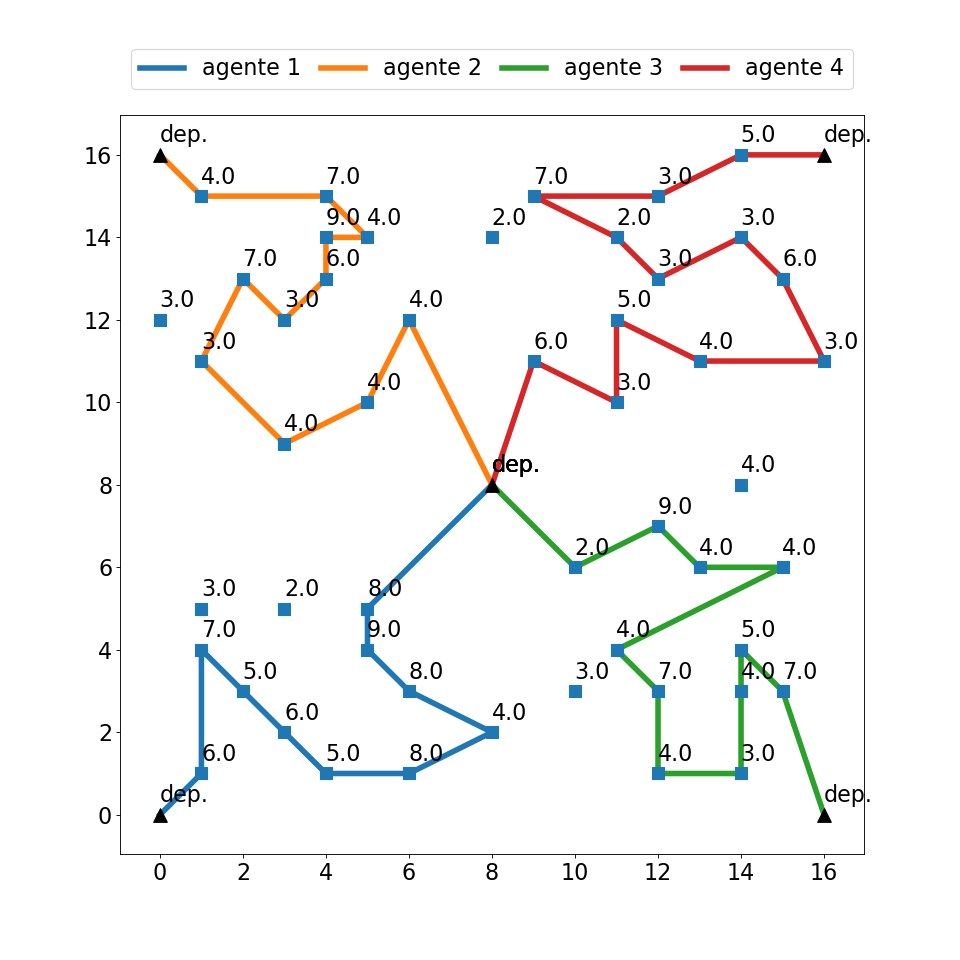 agente 1 agente 2 agente 3 agente 4
dep. 5.0 dep.
16
4.0 7.0 7.0 3.0
9.0 4.0 2.0 2.0 3.0
14
7.0 6.0 3.0 6.0
3.0 3.0 4.0 5.0
12
3.0 6.0 4.0 3.0
4.0 3.0
10
4.0
dep. 4.0
8
9.0
2.0 4.0 4.0
6
3.0 2.0 8.0
7.0 9.0 4.0 5.0
4
5.0 8.0 3.0 7.0 4.0 7.0
6.0 4.0
2
6.0 5.0 8.0 4.0 3.0
dep. dep.
0
0 2 4 6 8 10 12 14 16